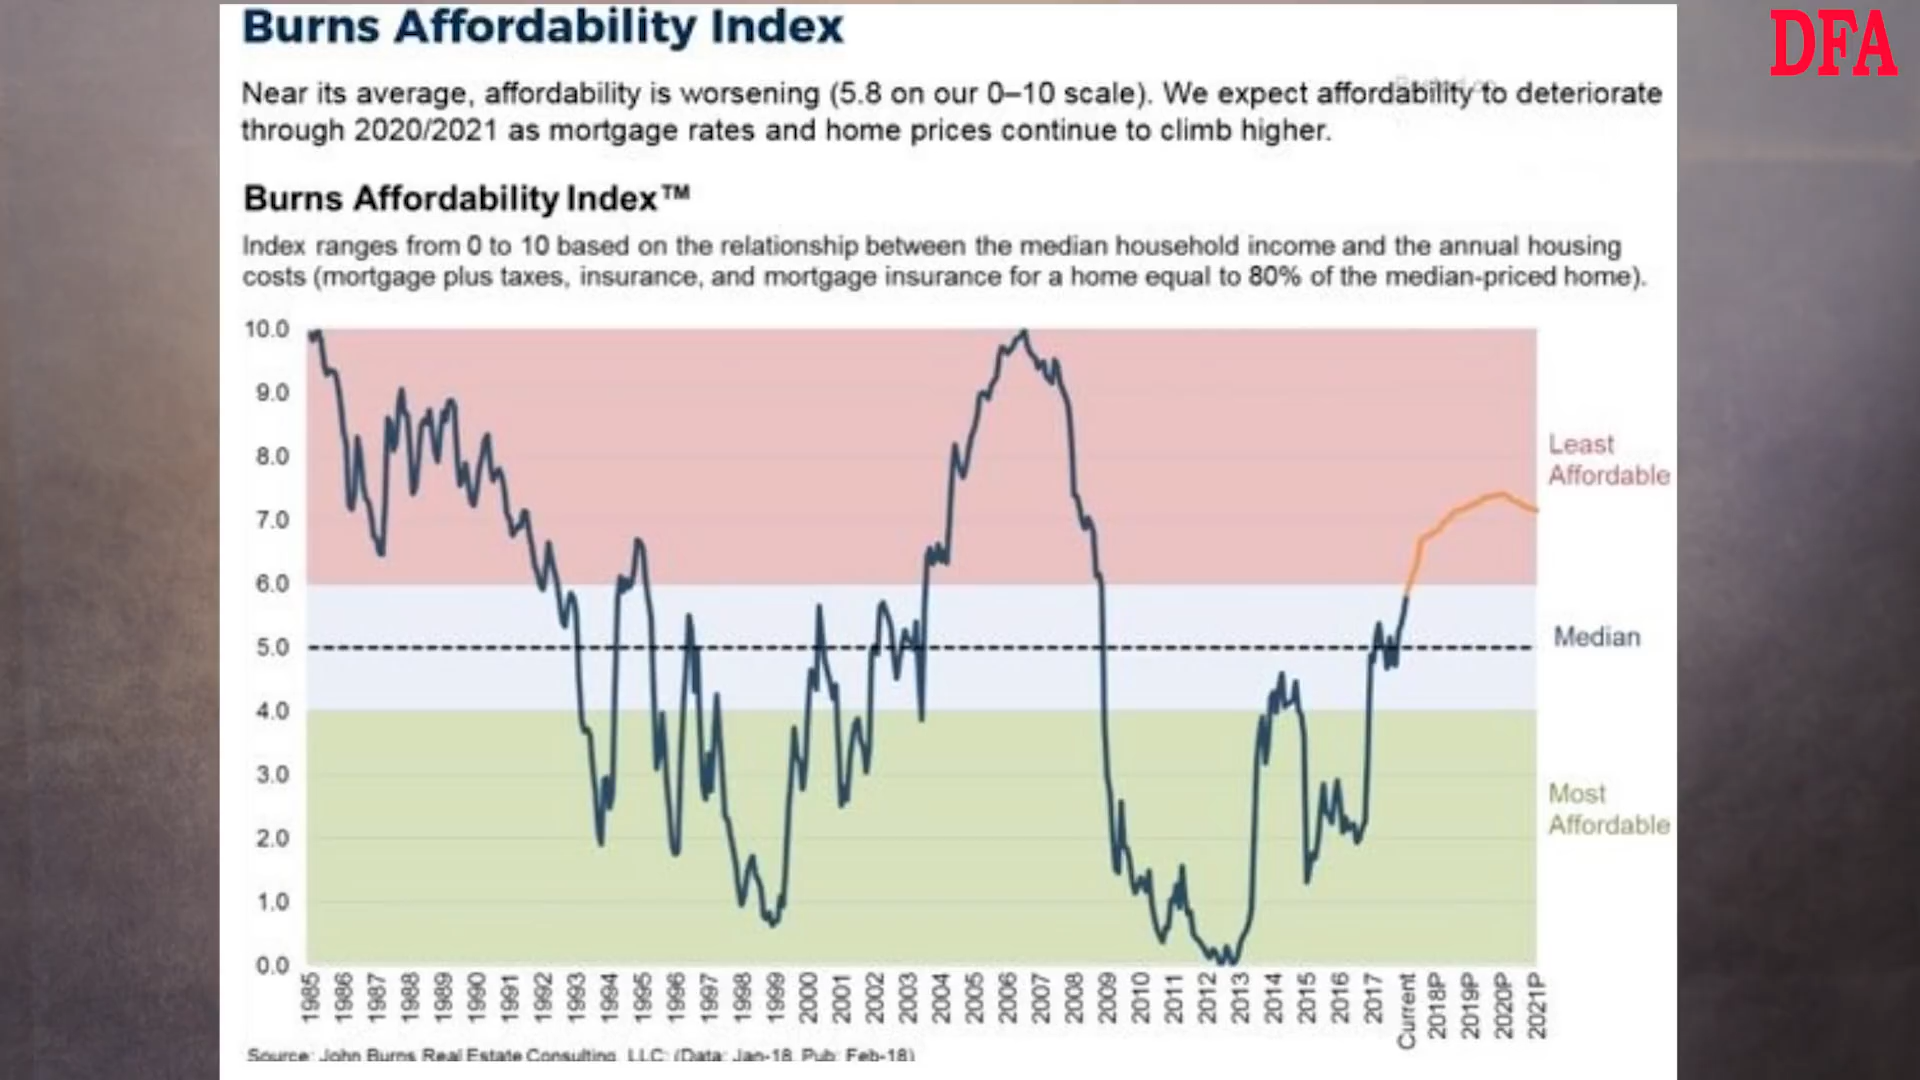 Burns Affordability Index
DFA
Near its average, affordability is worsening (5.8 on our 0–10 scale). We expect affordability to deteriorate
through 2020/2021 as mortgage rates and home prices continue to climb higher.
Burns Affordability Index™
Index ranges from 0 to 10 based on the relationship between the median household income and the annual housing
costs (mortgage plus taxes, insurance, and mortgage insurance for a home equal to 80% of the median-priced home).
10.0
9.0
8.0
7.0
6.0
5.0
4.0
3.0
2.0
1.0
0.0
Least
Affordable
Median
Most
Affordable
1985
1986
1987
1988
1989
1990
1991
1992
1993
1994
1995
1996
1997
1998
1999
2000
2001
2002
2003
2004
2005
2006
2007
2008
2009
2010
2011
2012
2013
2014
2015
2016
2017
Current
2018P
2019P
2020P
2021P
Source: John Burns Real Estate Consulting, LLC: (Data: Jan-18, Pub: Feb-18)